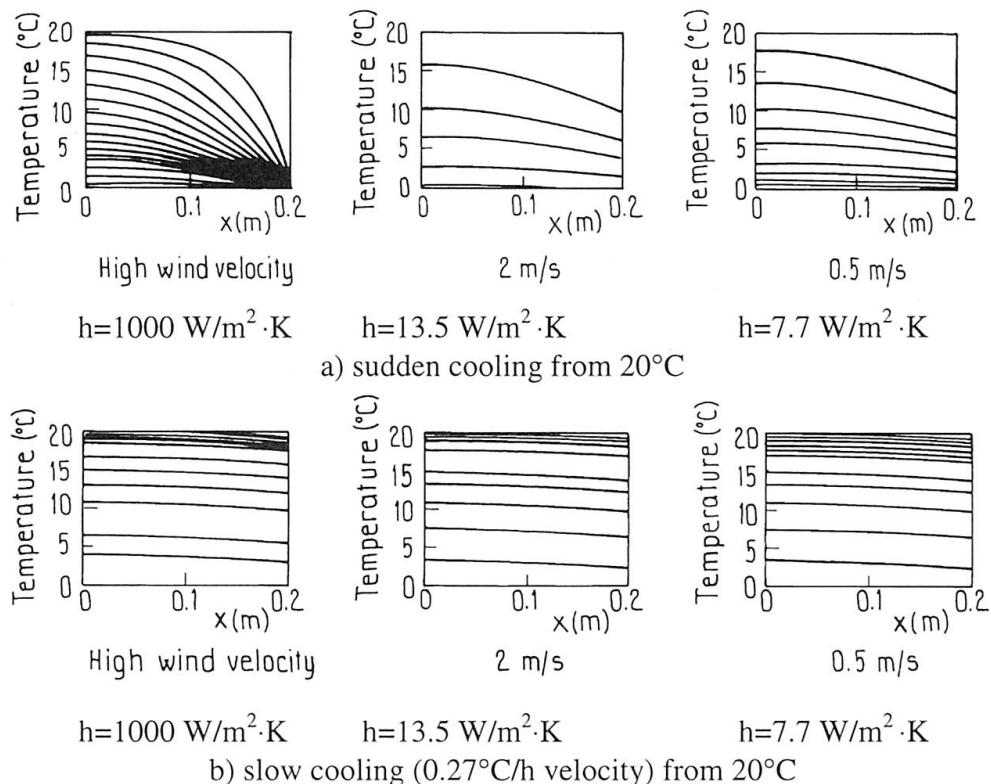 Temperature (°C)
20
15
10
5
0
0
0.1
0.2
x(m)
High wind velocity
h=1000 W/m²·K
Temperature (°C)
20
15
10
5
0
0
0.1
0.2
x(m)
2 m/s
h=13.5 W/m²·K
Temperature (°C)
20
15
10
5
0
0
0.1
0.2
x(m)
0.5 m/s
h=7.7 W/m²·K
a) sudden cooling from 20°C
Temperature (°C)
20
15
10
5
0
0
0.1
0.2
x(m)
High wind velocity
h=1000 W/m²·K
Temperature (°C)
20
15
10
5
0
0
0.1
0.2
x(m)
2 m/s
h=13.5 W/m²·K
Temperature (°C)
20
15
10
5
0
0
0.1
0.2
x(m)
0.5 m/s
h=7.7 W/m²·K
b) slow cooling (0.27°C/h velocity) from 20°C